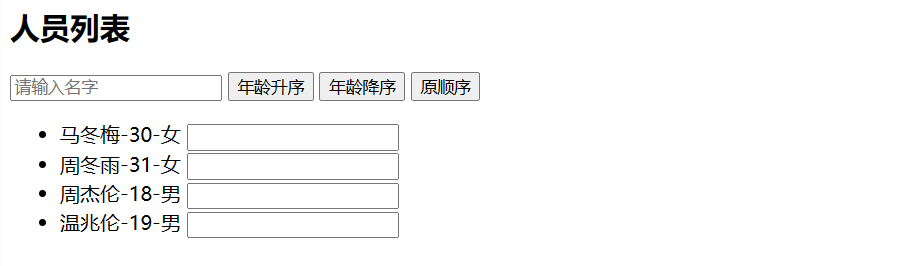 人员列表
请输入名字 年龄升序 年龄降序 原顺序
马冬梅-30-女
周冬雨-31-女
周杰伦-18-男
温兆伦-19-男